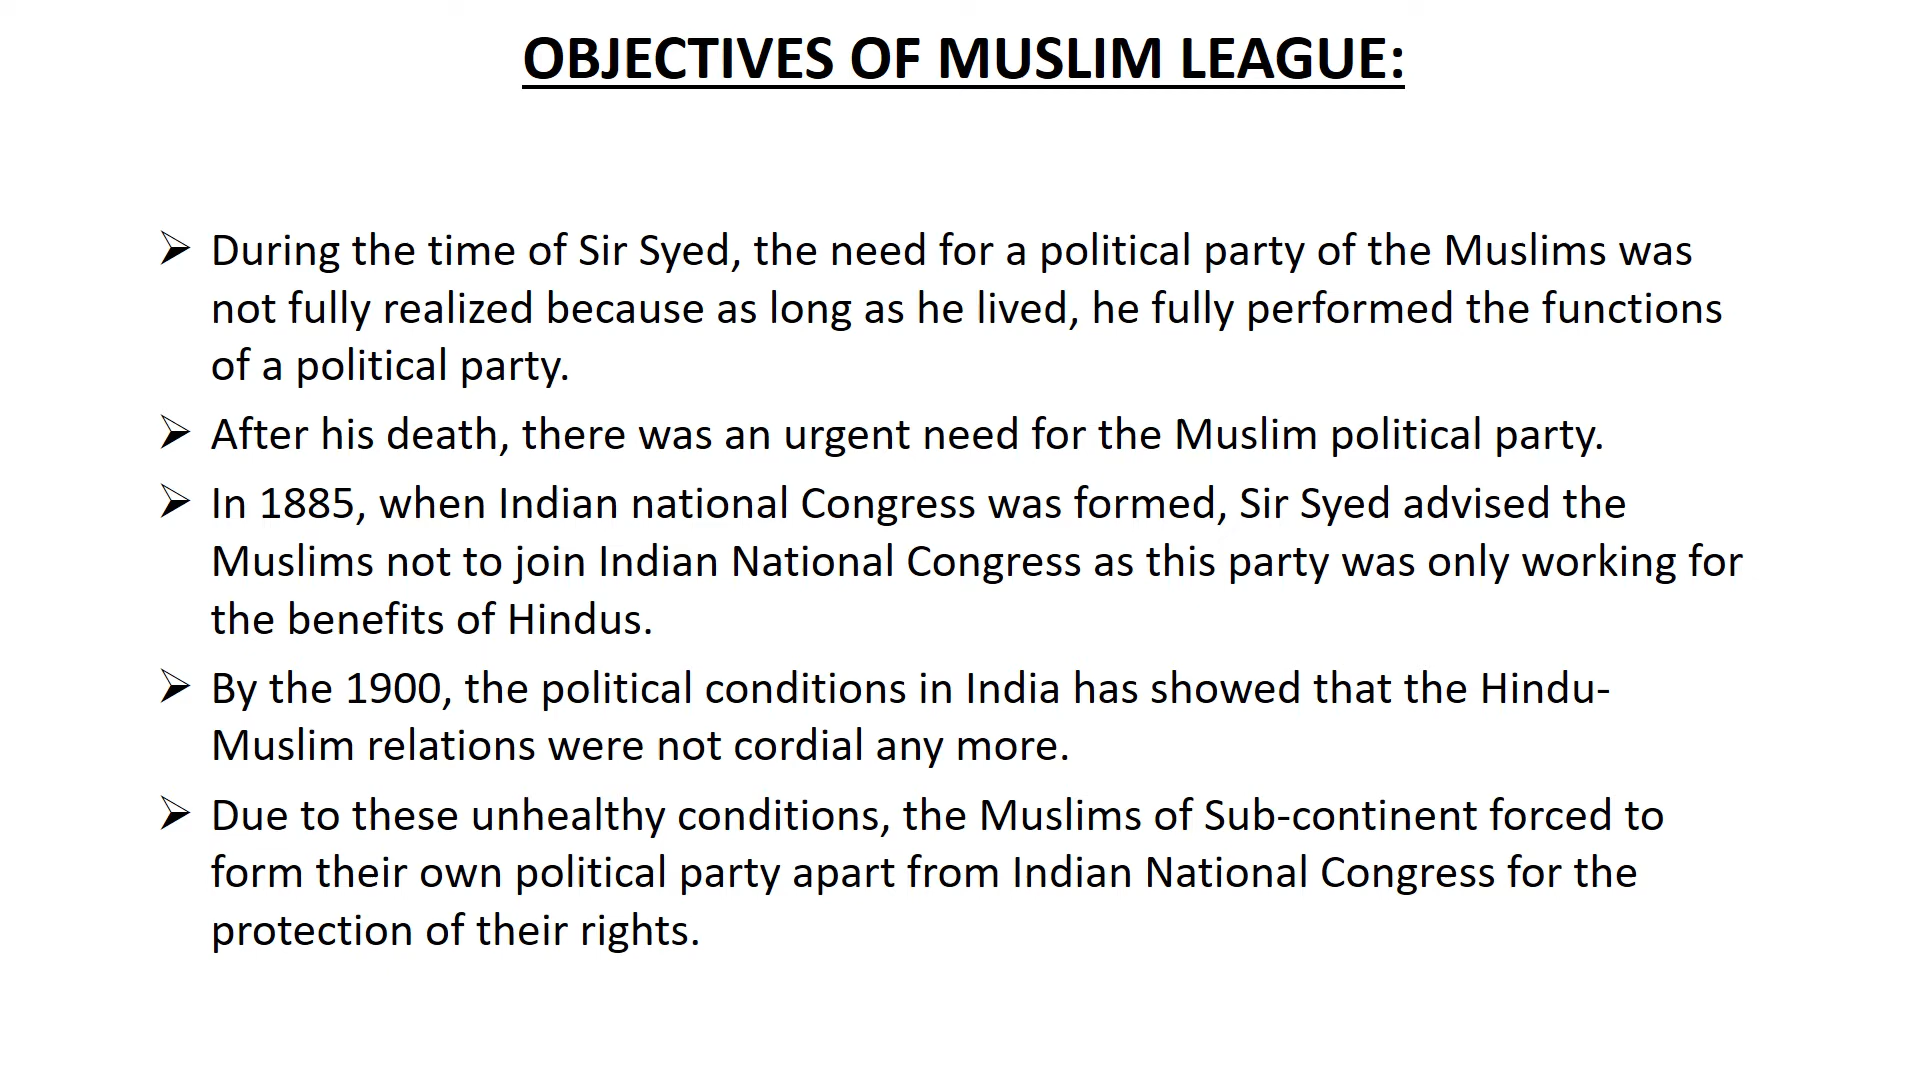 OBJECTIVES OF MUSLIM LEAGUE:
➢ During the time of Sir Syed, the need for a political party of the Muslims was
not fully realized because as long as he lived, he fully performed the functions
of a political party.
➢ After his death, there was an urgent need for the Muslim political party.
➢ In 1885, when Indian national Congress was formed, Sir Syed advised the
Muslims not to join Indian National Congress as this party was only working for
the benefits of Hindus.
➢ By the 1900, the political conditions in India has showed that the Hindu-
Muslim relations were not cordial any more.
➢ Due to these unhealthy conditions, the Muslims of Sub-continent forced to
form their own political party apart from Indian National Congress for the
protection of their rights.